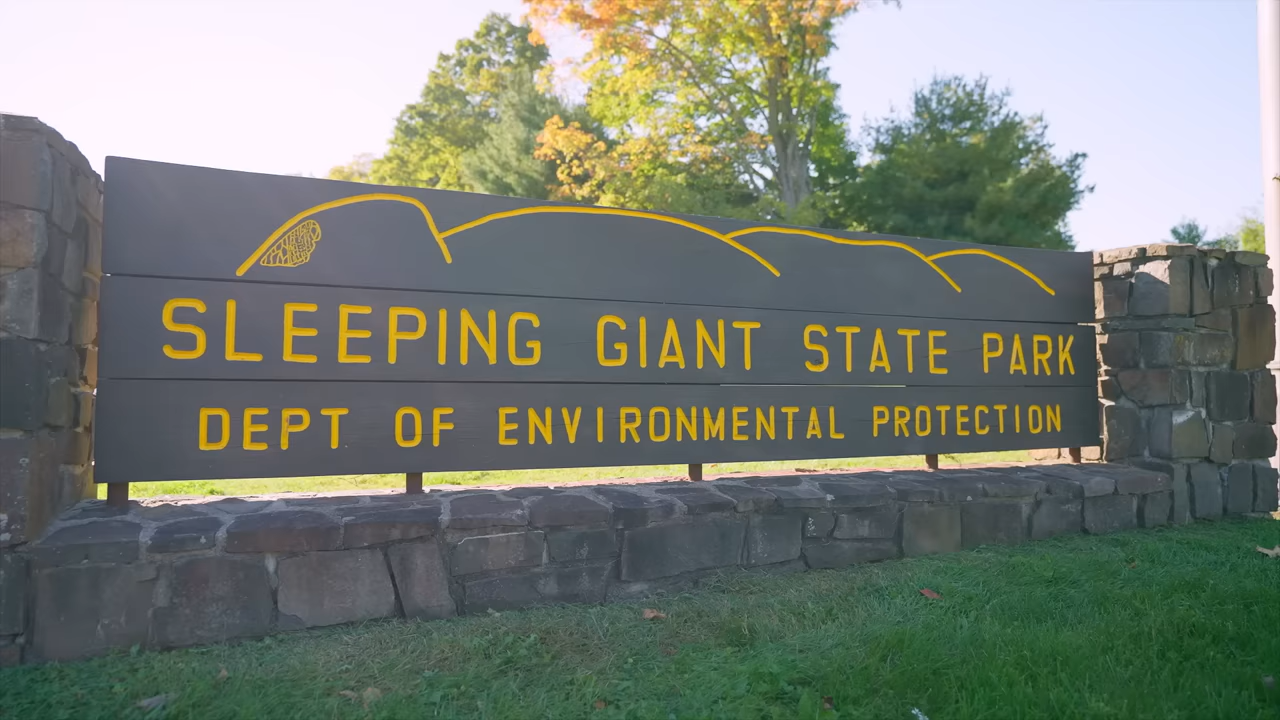 SLEEPING GIANT STATE PARK
DEPT OF ENVIRONMENTAL PROTECTION